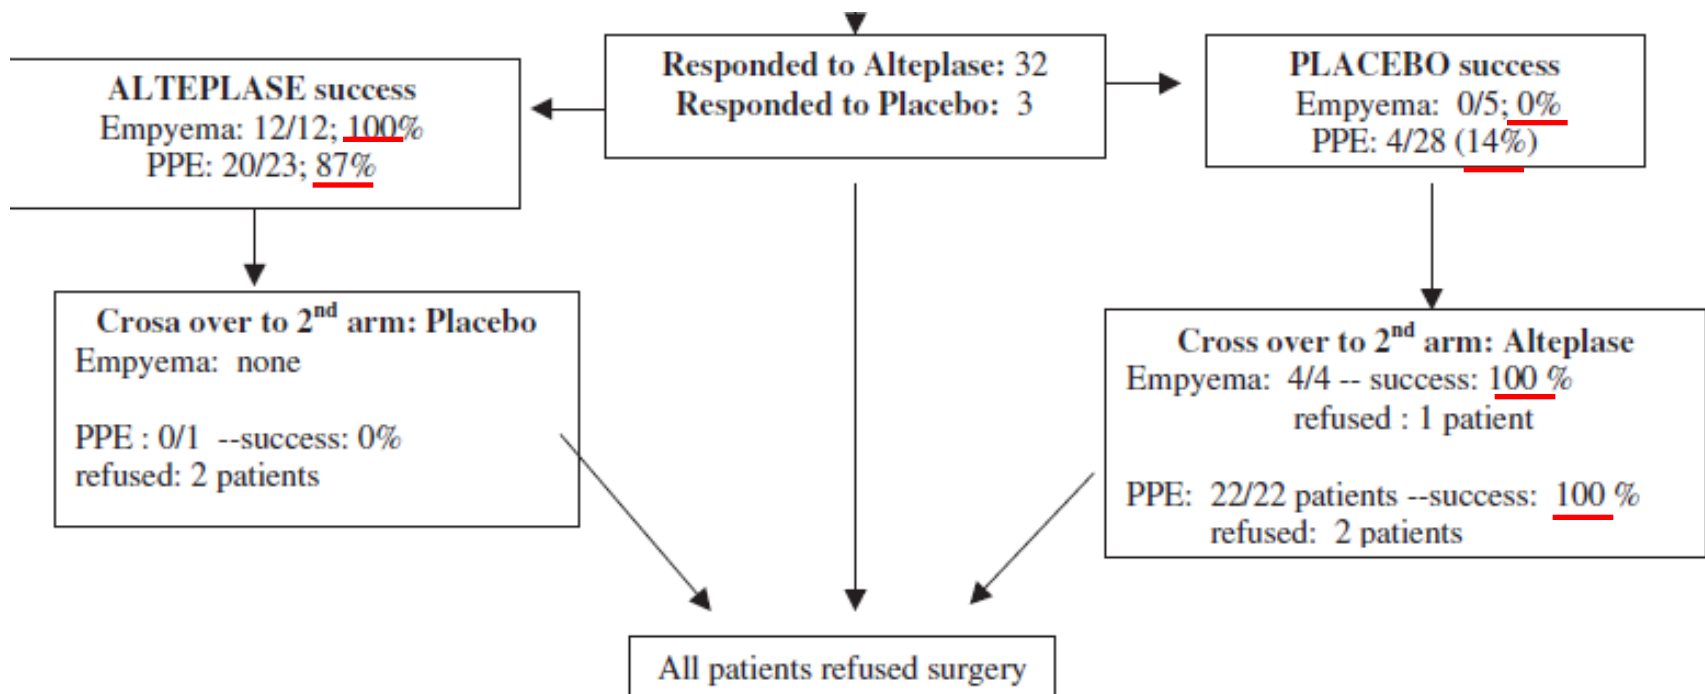 Responded to Alteplase: 32
Responded to Placebo: 3
ALTEPLASE success
Empyema: 12/12; 100%
PPE: 20/23; 87%
PLACEBO success
Empyema: 0/5; 0%
PPE: 4/28 (14%)
Crosa over to 2nd arm: Placebo
Empyema: none
PPE : 0/1 --success: 0%
refused: 2 patients
Cross over to 2nd arm: Alteplase
Empyema: 4/4 -- success: 100 %
refused : 1 patient
PPE: 22/22 patients --success: 100 %
refused: 2 patients
All patients refused surgery